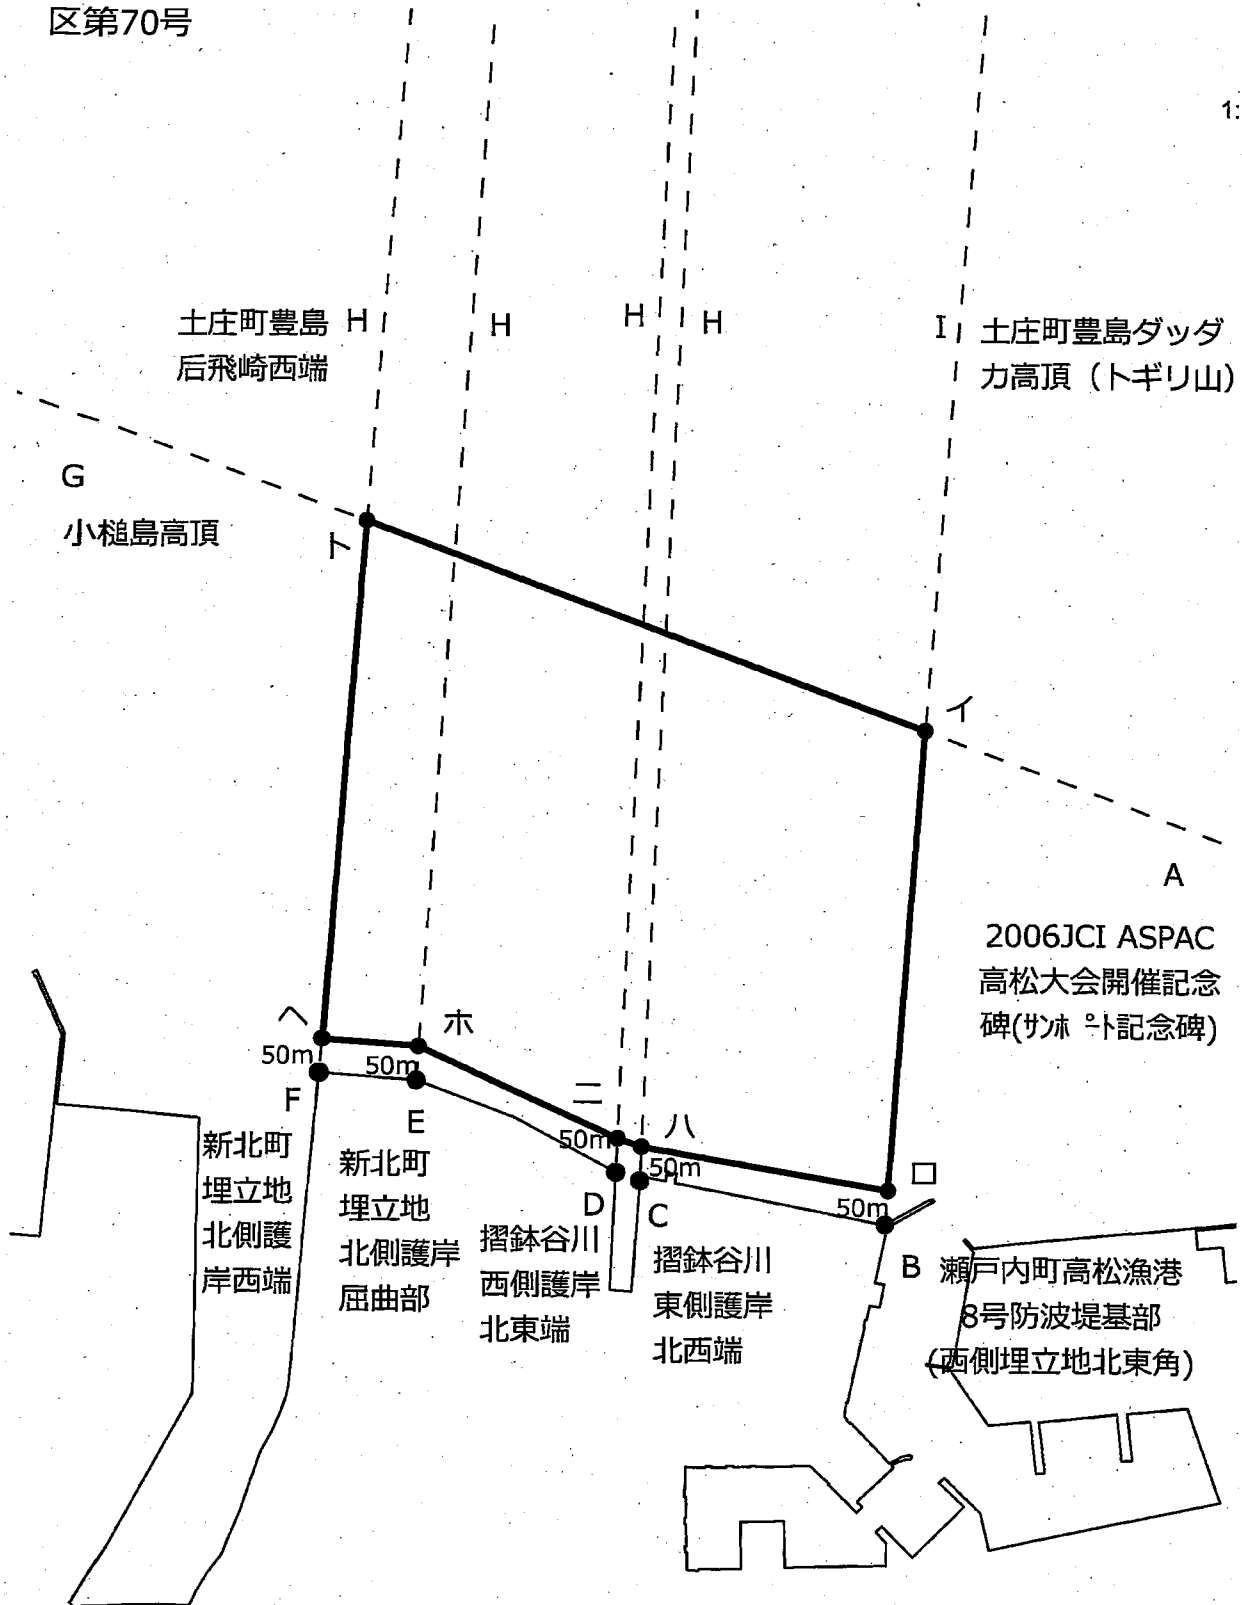 区第70号
1:
土庄町豊島
后飛崎西端
H
H
H
H
I
土庄町豊島ダッダ
カ高頂（トギリ山）
G
小槌島高頂
ト
イ
A
2006JCI ASPAC
高松大会開催記念
碑(ｻﾝﾎﾟｰﾄ記念碑)
ヘ
ホ
50m
50m
F
E
ニ
ハ
50m
50m
ロ
50m
D
C
B
新北町
埋立地
北側護
岸西端
新北町
埋立地
北側護岸
屈曲部
摺鉢谷川
西側護岸
北東端
摺鉢谷川
東側護岸
北西端
瀬戸内町高松漁港
8号防波堤基部
(西側埋立地北東角)